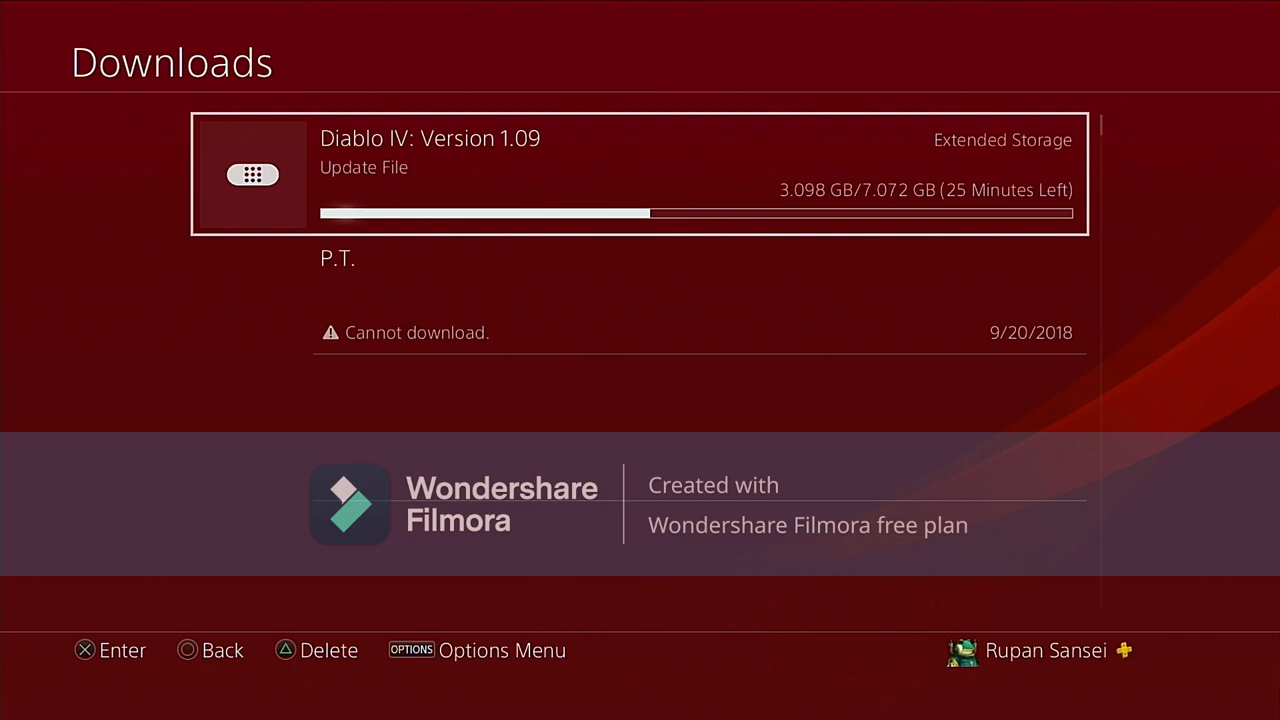 Downloads
Diablo IV: Version 1.09
Extended Storage
Update File
3.098 GB/7.072 GB (25 Minutes Left)
P.T.
Cannot download.
9/20/2018
Wondershare
Filmora
Created with
Wondershare Filmora free plan
Enter
Back
Delete
OPTIONS Options Menu
Rupan Sansei